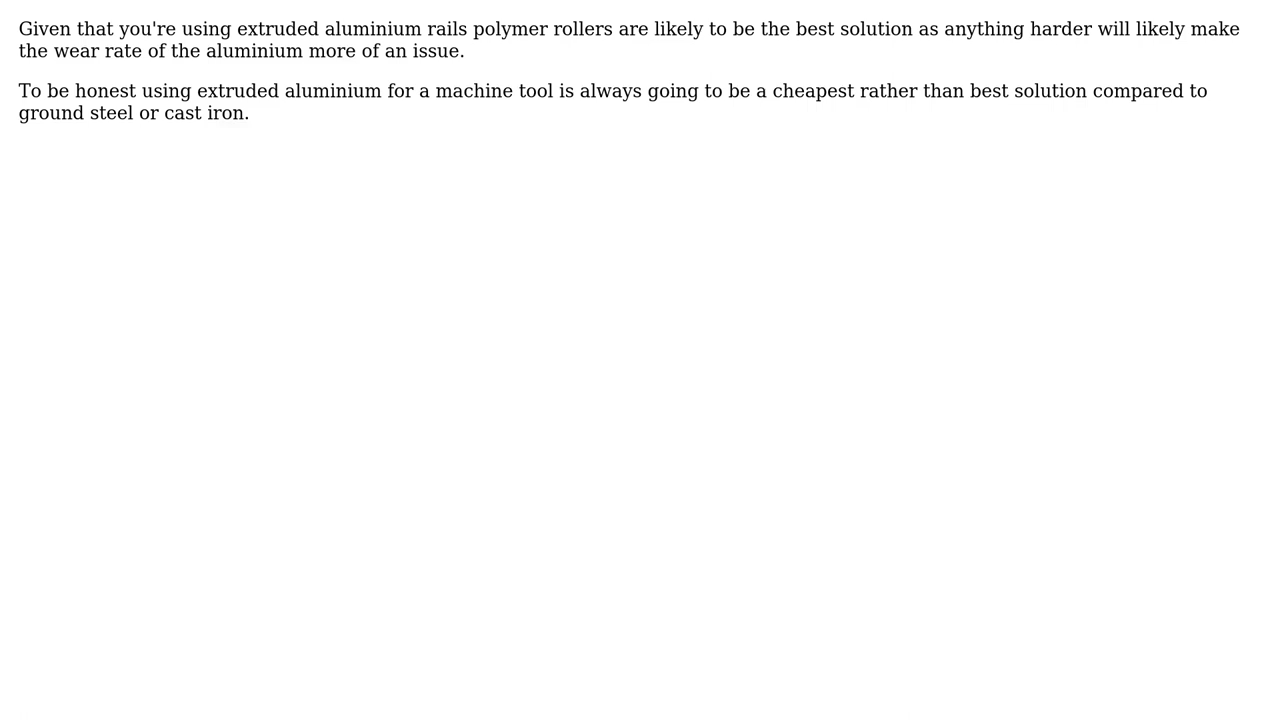 Given that you're using extruded aluminium rails polymer rollers are likely to be the best solution as anything harder will likely make
the wear rate of the aluminium more of an issue.
To be honest using extruded aluminium for a machine tool is always going to be a cheapest rather than best solution compared to
ground steel or cast iron.